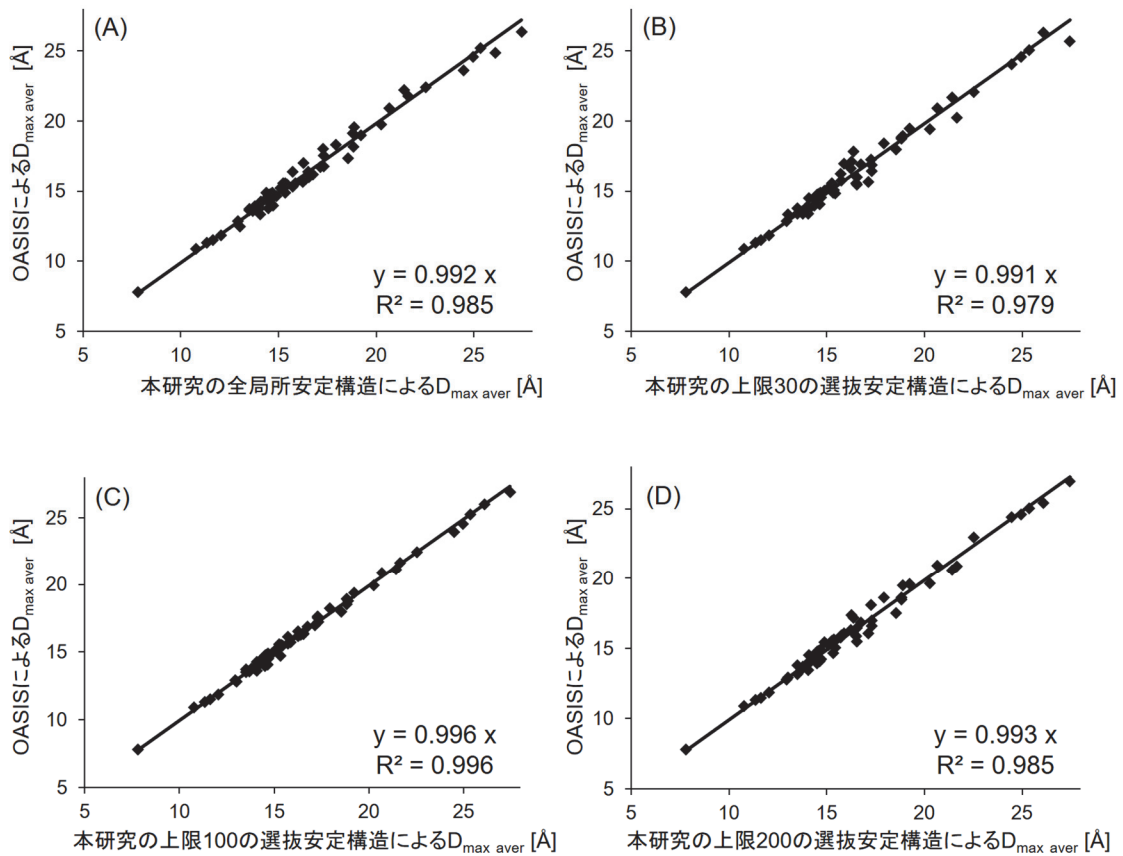 (A)
OASISによるDmax aver [Å]
25
20
15
10
5
5 10 15 20 25
y = 0.992 x
R² = 0.985
本研究の全局所安定構造によるDmax aver [Å]
(B)
OASISによるDmax aver [Å]
25
20
15
10
5
5 10 15 20 25
y = 0.991 x
R² = 0.979
本研究の上限30の選抜安定構造によるDmax aver [Å]
(C)
OASISによるDmax aver [Å]
25
20
15
10
5
5 10 15 20 25
y = 0.996 x
R² = 0.996
本研究の上限100の選抜安定構造によるDmax aver [Å]
(D)
OASISによるDmax aver [Å]
25
20
15
10
5
5 10 15 20 25
y = 0.993 x
R² = 0.985
本研究の上限200の選抜安定構造によるDmax aver [Å]